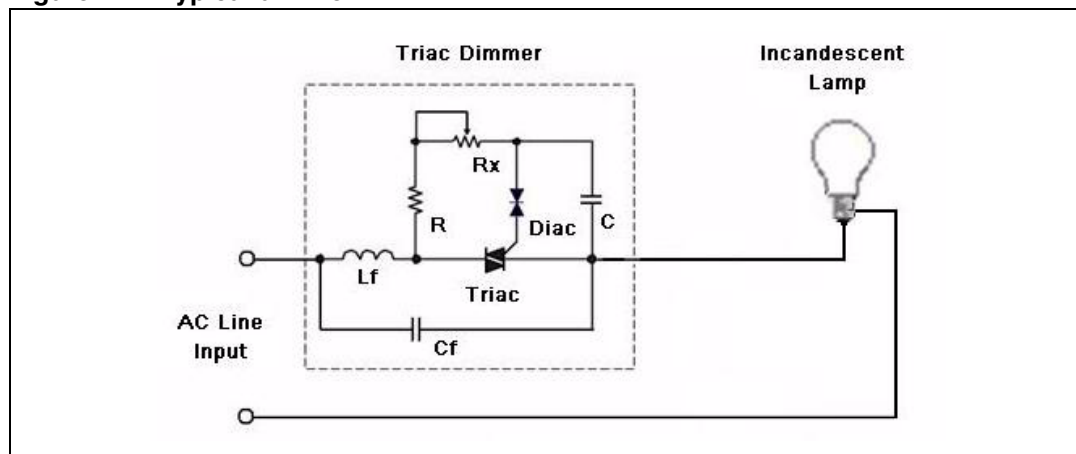 Triac Dimmer
Incandescent
Lamp
Rx
R
Diac
C
Lf
Triac
AC Line
Input
Cf